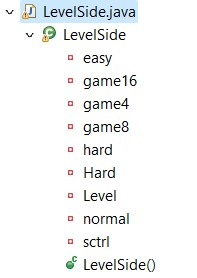 LevelSide.java
LevelSide
easy
game16
game4
game8
hard
Hard
Level
normal
sctrl
LevelSide()